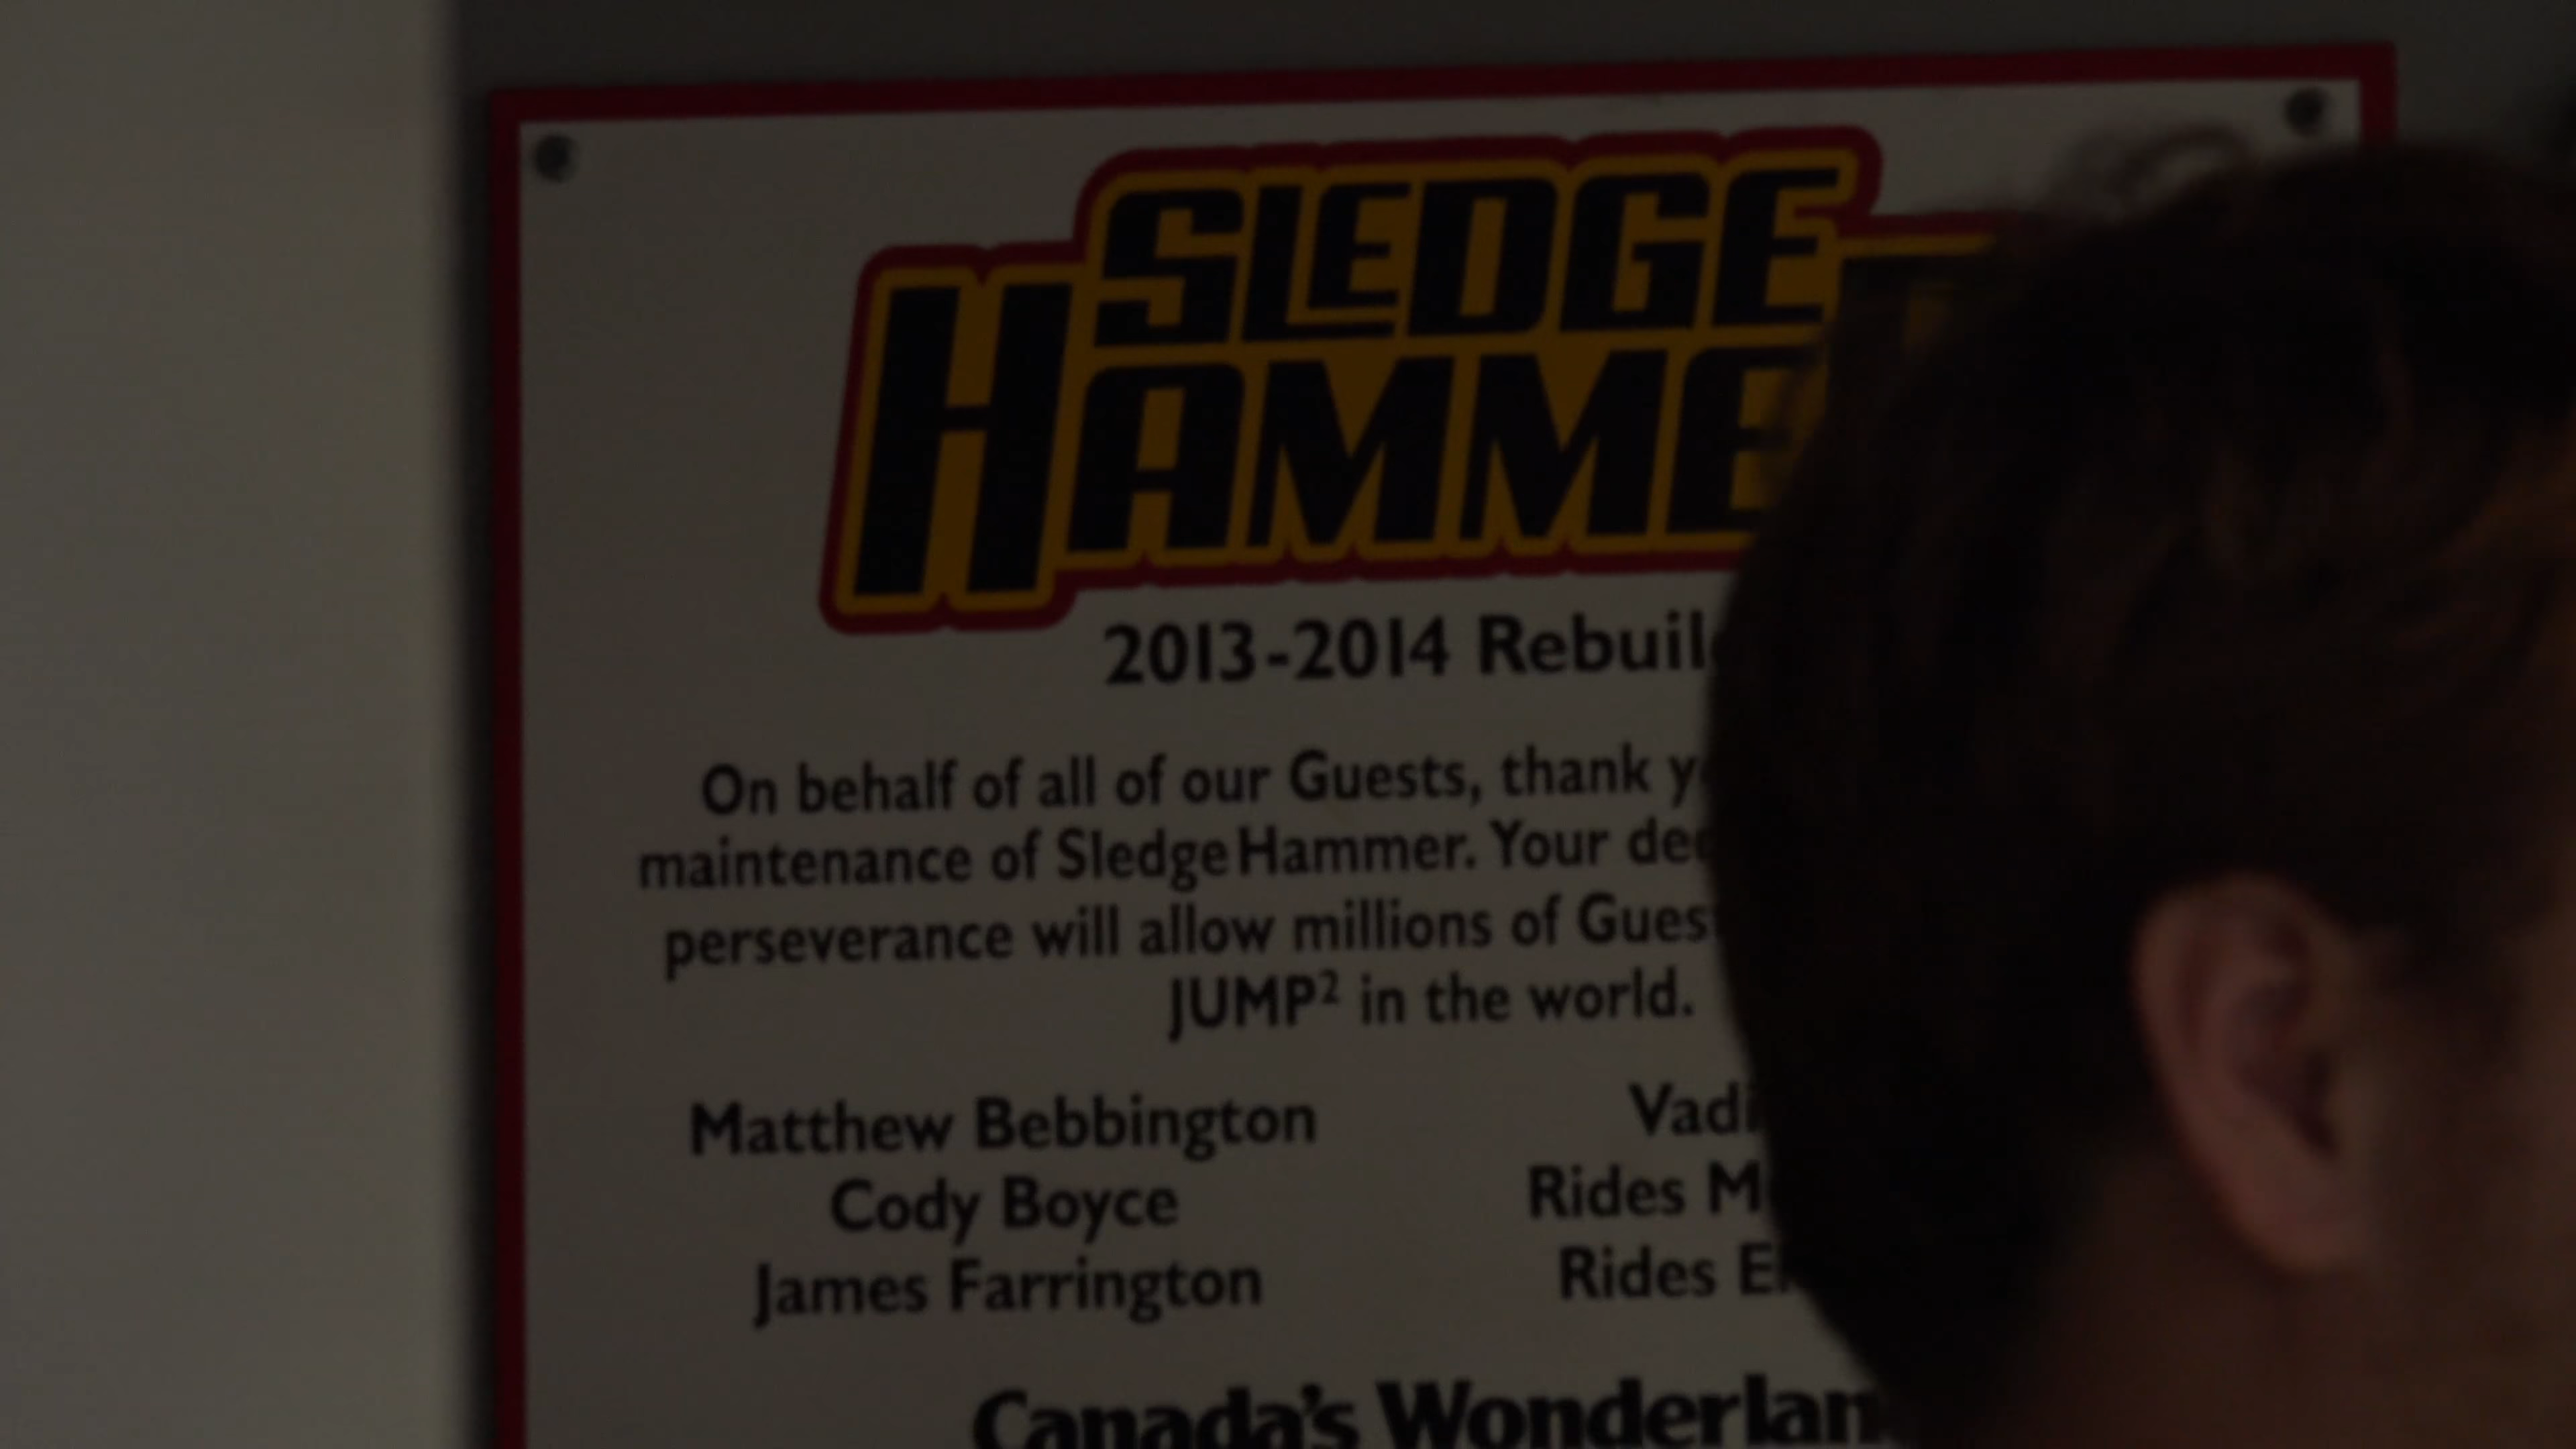 SLEDGE
HAMME
2013-2014 Rebuil
On behalf of all of our Guests, thank
maintenance of SledgeHammer. Your
perseverance will allow millions of Gues
JUMP² in the world.
Matthew Bebbington Vadi
Cody Boyce Rides M
James Farrington Rides E
Canada's Wonderlan